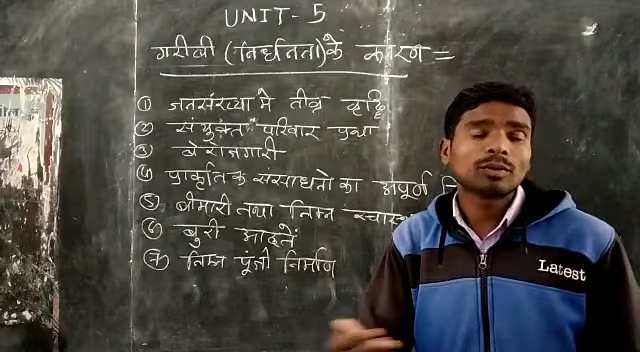 UNIT - 5
गरीबी (निर्धनता) के कारण =
① जनसंख्या मे तीव्र वृद्धि
② संयुक्त परिवार प्रथा
③ बेरोजगारी
④ प्राकृतिक संसाधनो का अपूर्ण
⑤ बीमारी तथा निम्न
⑥ बुरी आदतें
⑦ निम्न पूंजी निर्माण
Latest